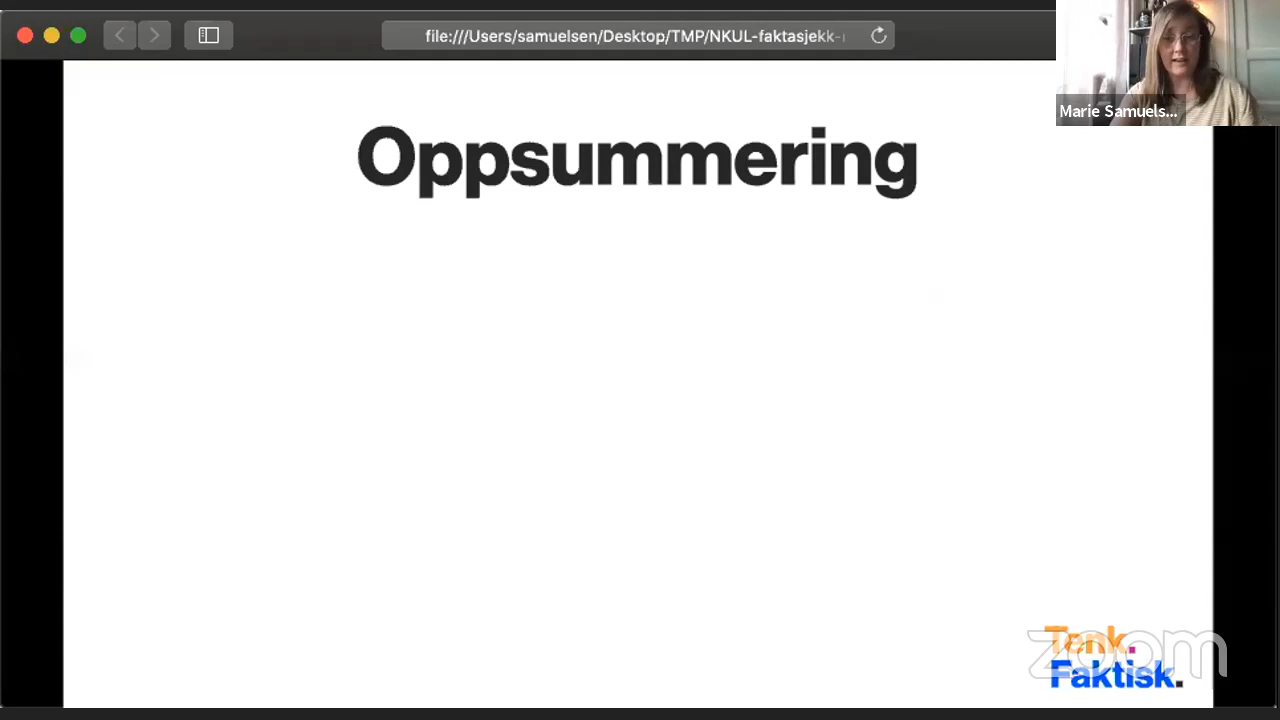 file:///Users/samuelsen/Desktop/TMP/NKUL-faktasjekk-
Marie Samuels...
Oppsummering
Tenk.
Faktisk.
zoom